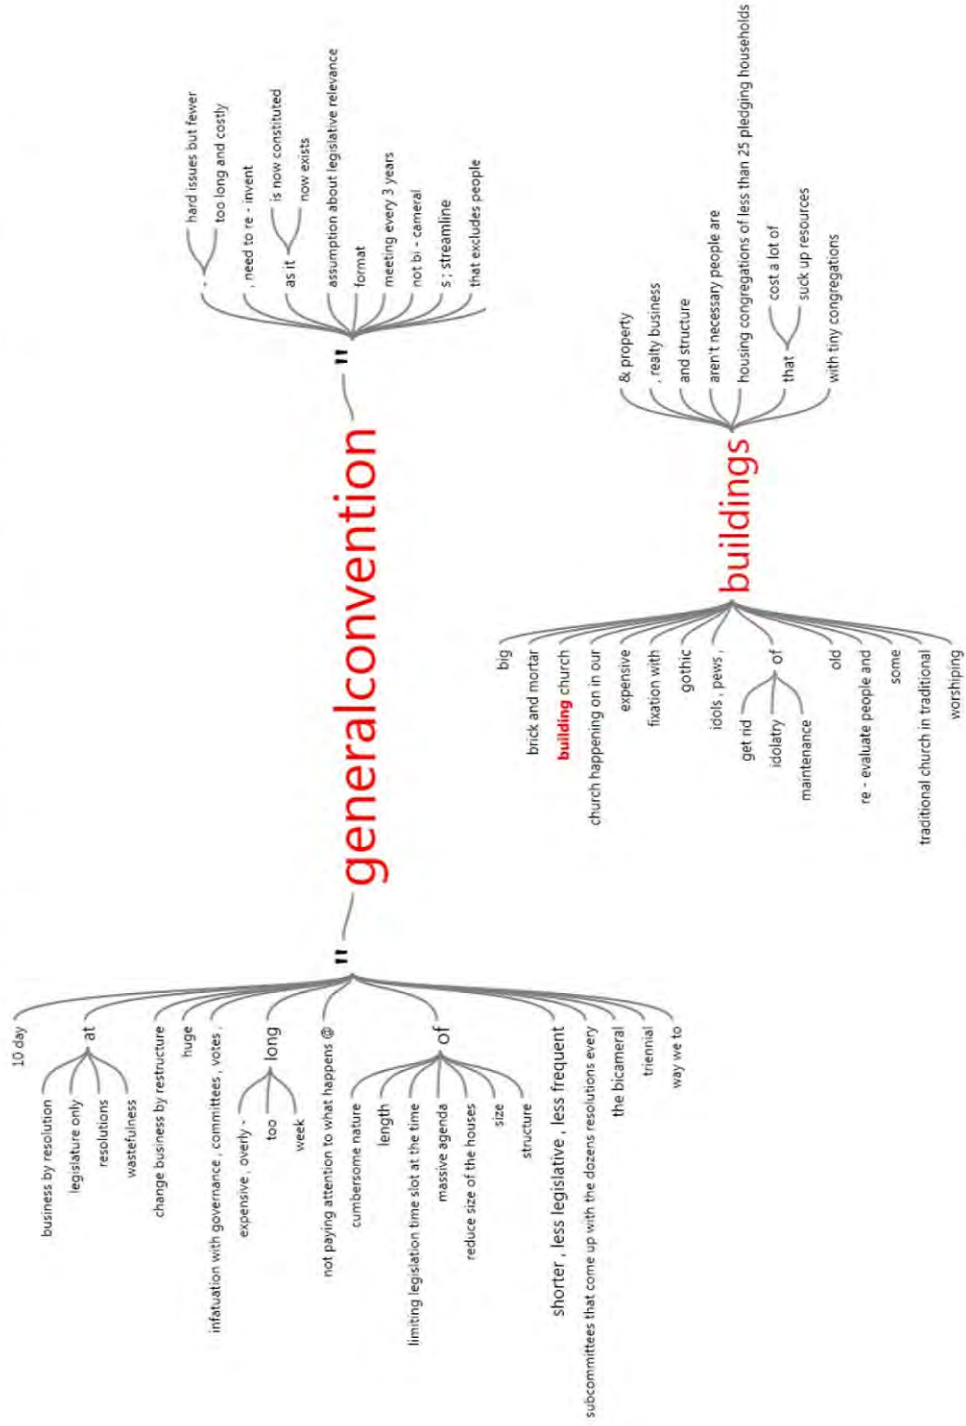 10 day
business by resolution
legislature only
resolutions
wastefulness
at
change business by restructure
huge
infatuation with governance , committees , votes ,
expensive , overly -
too
week
long
not paying attention to what happens @
cumbersome nature
length
limiting legislation time slot at the time
massive agenda
reduce size of the houses
size
structure
of
shorter , less legislative , less frequent
subcommittees that come up with the dozens resolutions every
the bicameral
triennial
way we to
"
generalconvention
"
-
hard issues but fewer
too long and costly
, need to re - invent
as it
is now constituted
now exists
assumption about legislative relevance
format
meeting every 3 years
not bi - cameral
s ; streamline
that excludes people
big
brick and mortar
building church
church happening on in our
expensive
fixation with
gothic
idols , pews ,
get rid
idolatry
maintenance
of
old
re - evaluate people and
some
traditional church in traditional
worshiping
buildings
& property
, realty business
and structure
aren't necessary people are
housing congregations of less than 25 pledging households
that
cost a lot of
suck up resources
with tiny congregations